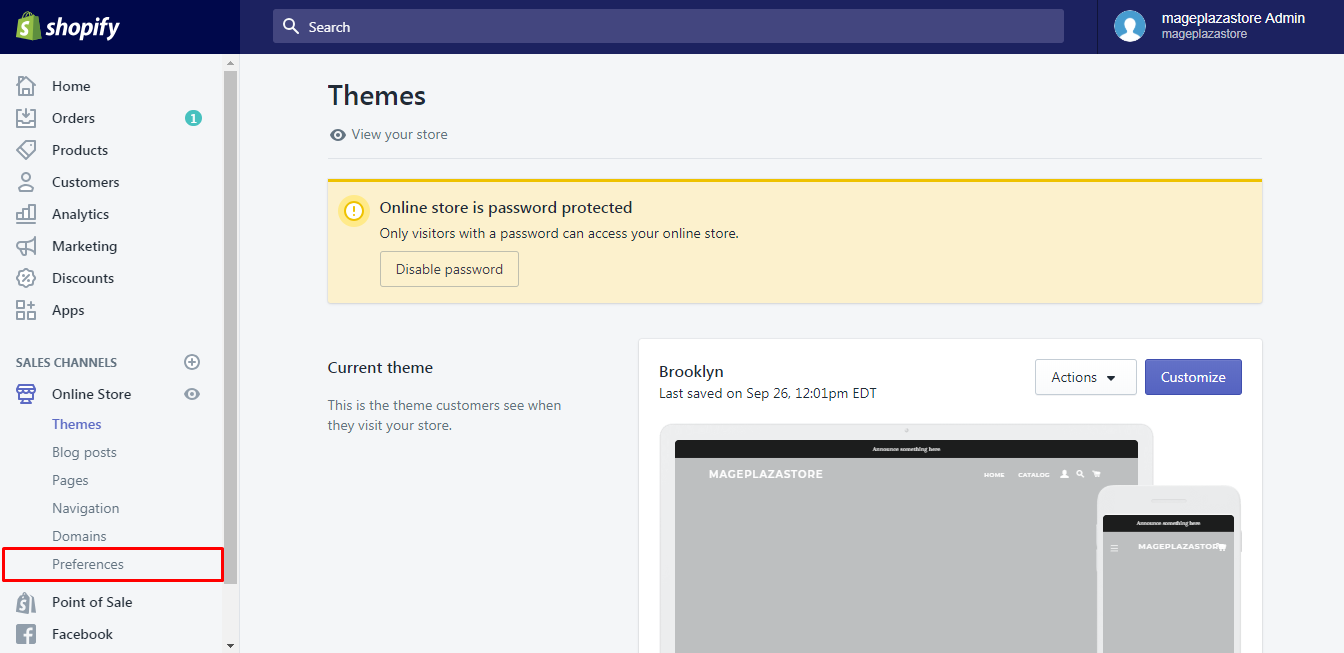 shopify
Search
mageplazastore Admin
mageplazastore
Home
Orders 1
Products
Customers
Analytics
Marketing
Discounts
Apps
SALES CHANNELS
Online Store
Themes
Blog posts
Pages
Navigation
Domains
Preferences
Point of Sale
Facebook
Themes
View your store
Online store is password protected
Only visitors with a password can access your online store.
Disable password
Current theme
This is the theme customers see when
they visit your store.
Brooklyn
Last saved on Sep 26, 12:01pm EDT
Actions
Customize
Announce something here
MAGEPLAZASTORE
HOME CATALOG
Announce something here
MAGEPLAZASTORE